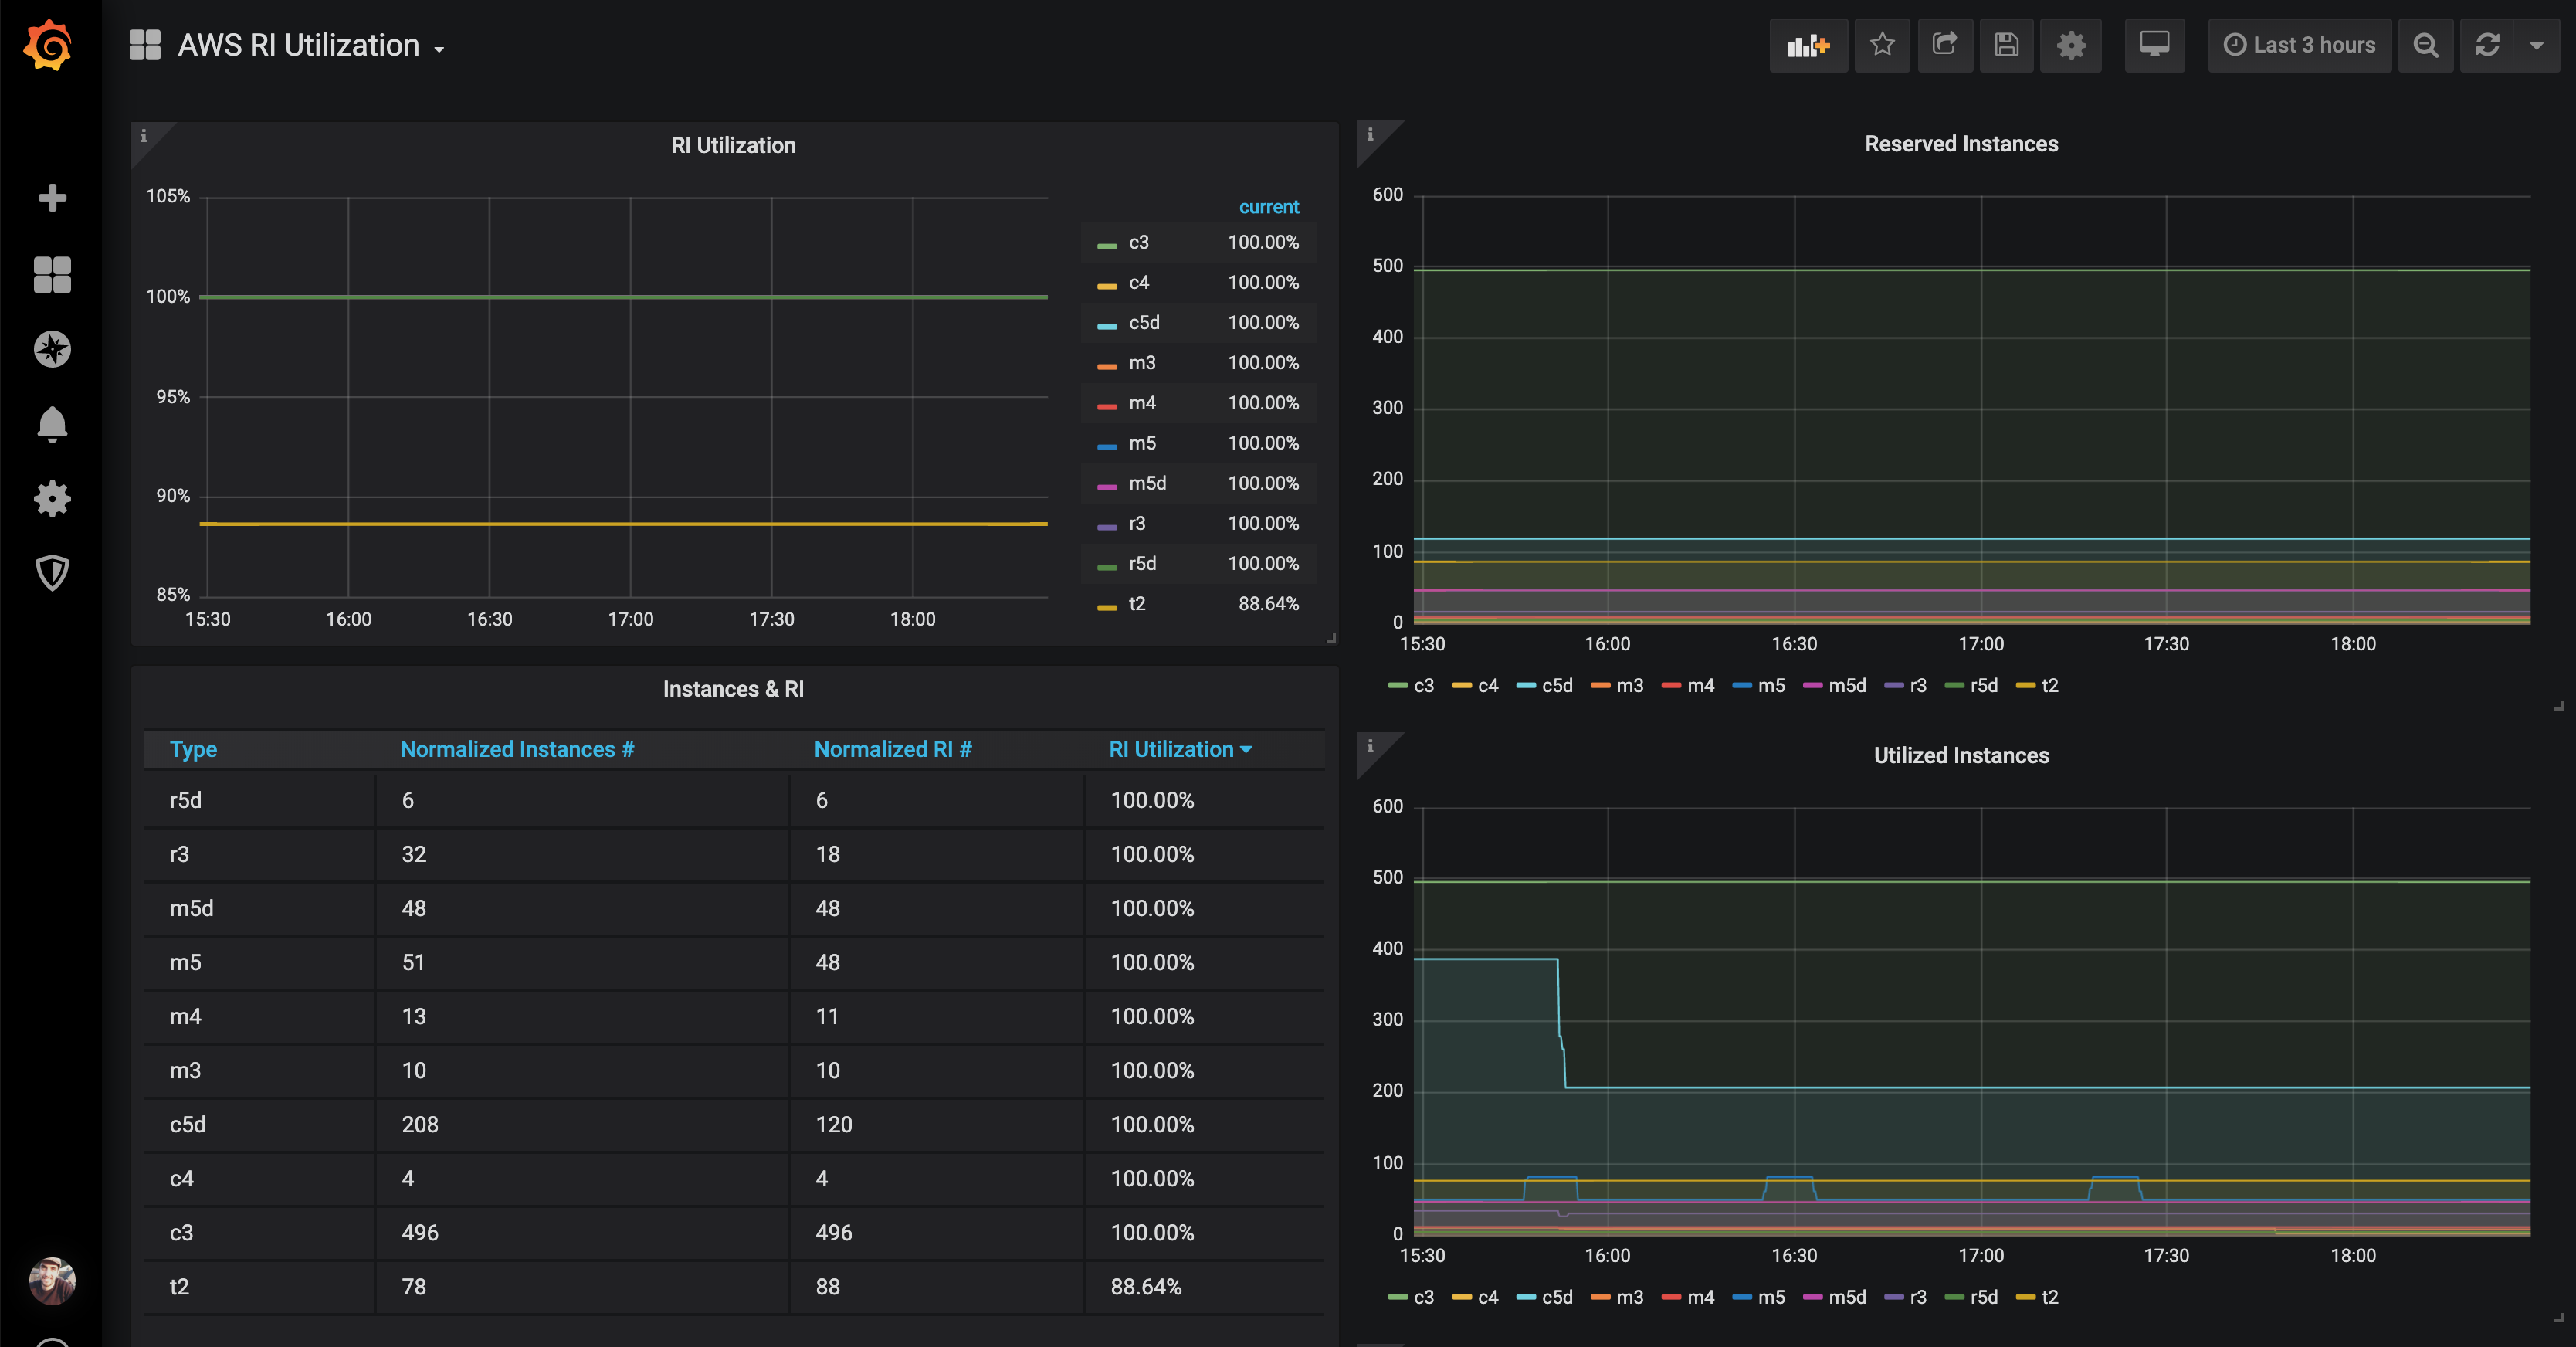 AWS RI Utilization
Last 3 hours
RI Utilization
105%
100%
95%
90%
85%
15:30 16:00 16:30 17:00 17:30 18:00
current
c3 100.00%
c4 100.00%
c5d 100.00%
m3 100.00%
m4 100.00%
m5 100.00%
m5d 100.00%
r3 100.00%
r5d 100.00%
t2 88.64%
Reserved Instances
600
500
400
300
200
100
0
15:30 16:00 16:30 17:00 17:30 18:00
c3 c4 c5d m3 m4 m5 m5d r3 r5d t2
Instances & RI
Type Normalized Instances # Normalized RI # RI Utilization
r5d 6 6 100.00%
r3 32 18 100.00%
m5d 48 48 100.00%
m5 51 48 100.00%
m4 13 11 100.00%
m3 10 10 100.00%
c5d 208 120 100.00%
c4 4 4 100.00%
c3 496 496 100.00%
t2 78 88 88.64%
Utilized Instances
600
500
400
300
200
100
0
15:30 16:00 16:30 17:00 17:30 18:00
c3 c4 c5d m3 m4 m5 m5d r3 r5d t2